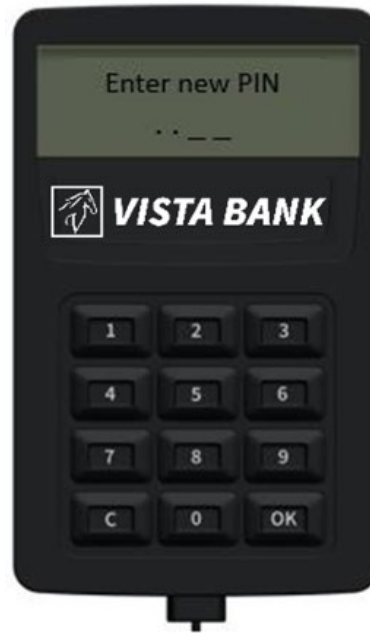 Enter new PIN
. . _ _
VISTA BANK
1 2 3
4 5 6
7 8 9
C 0 OK